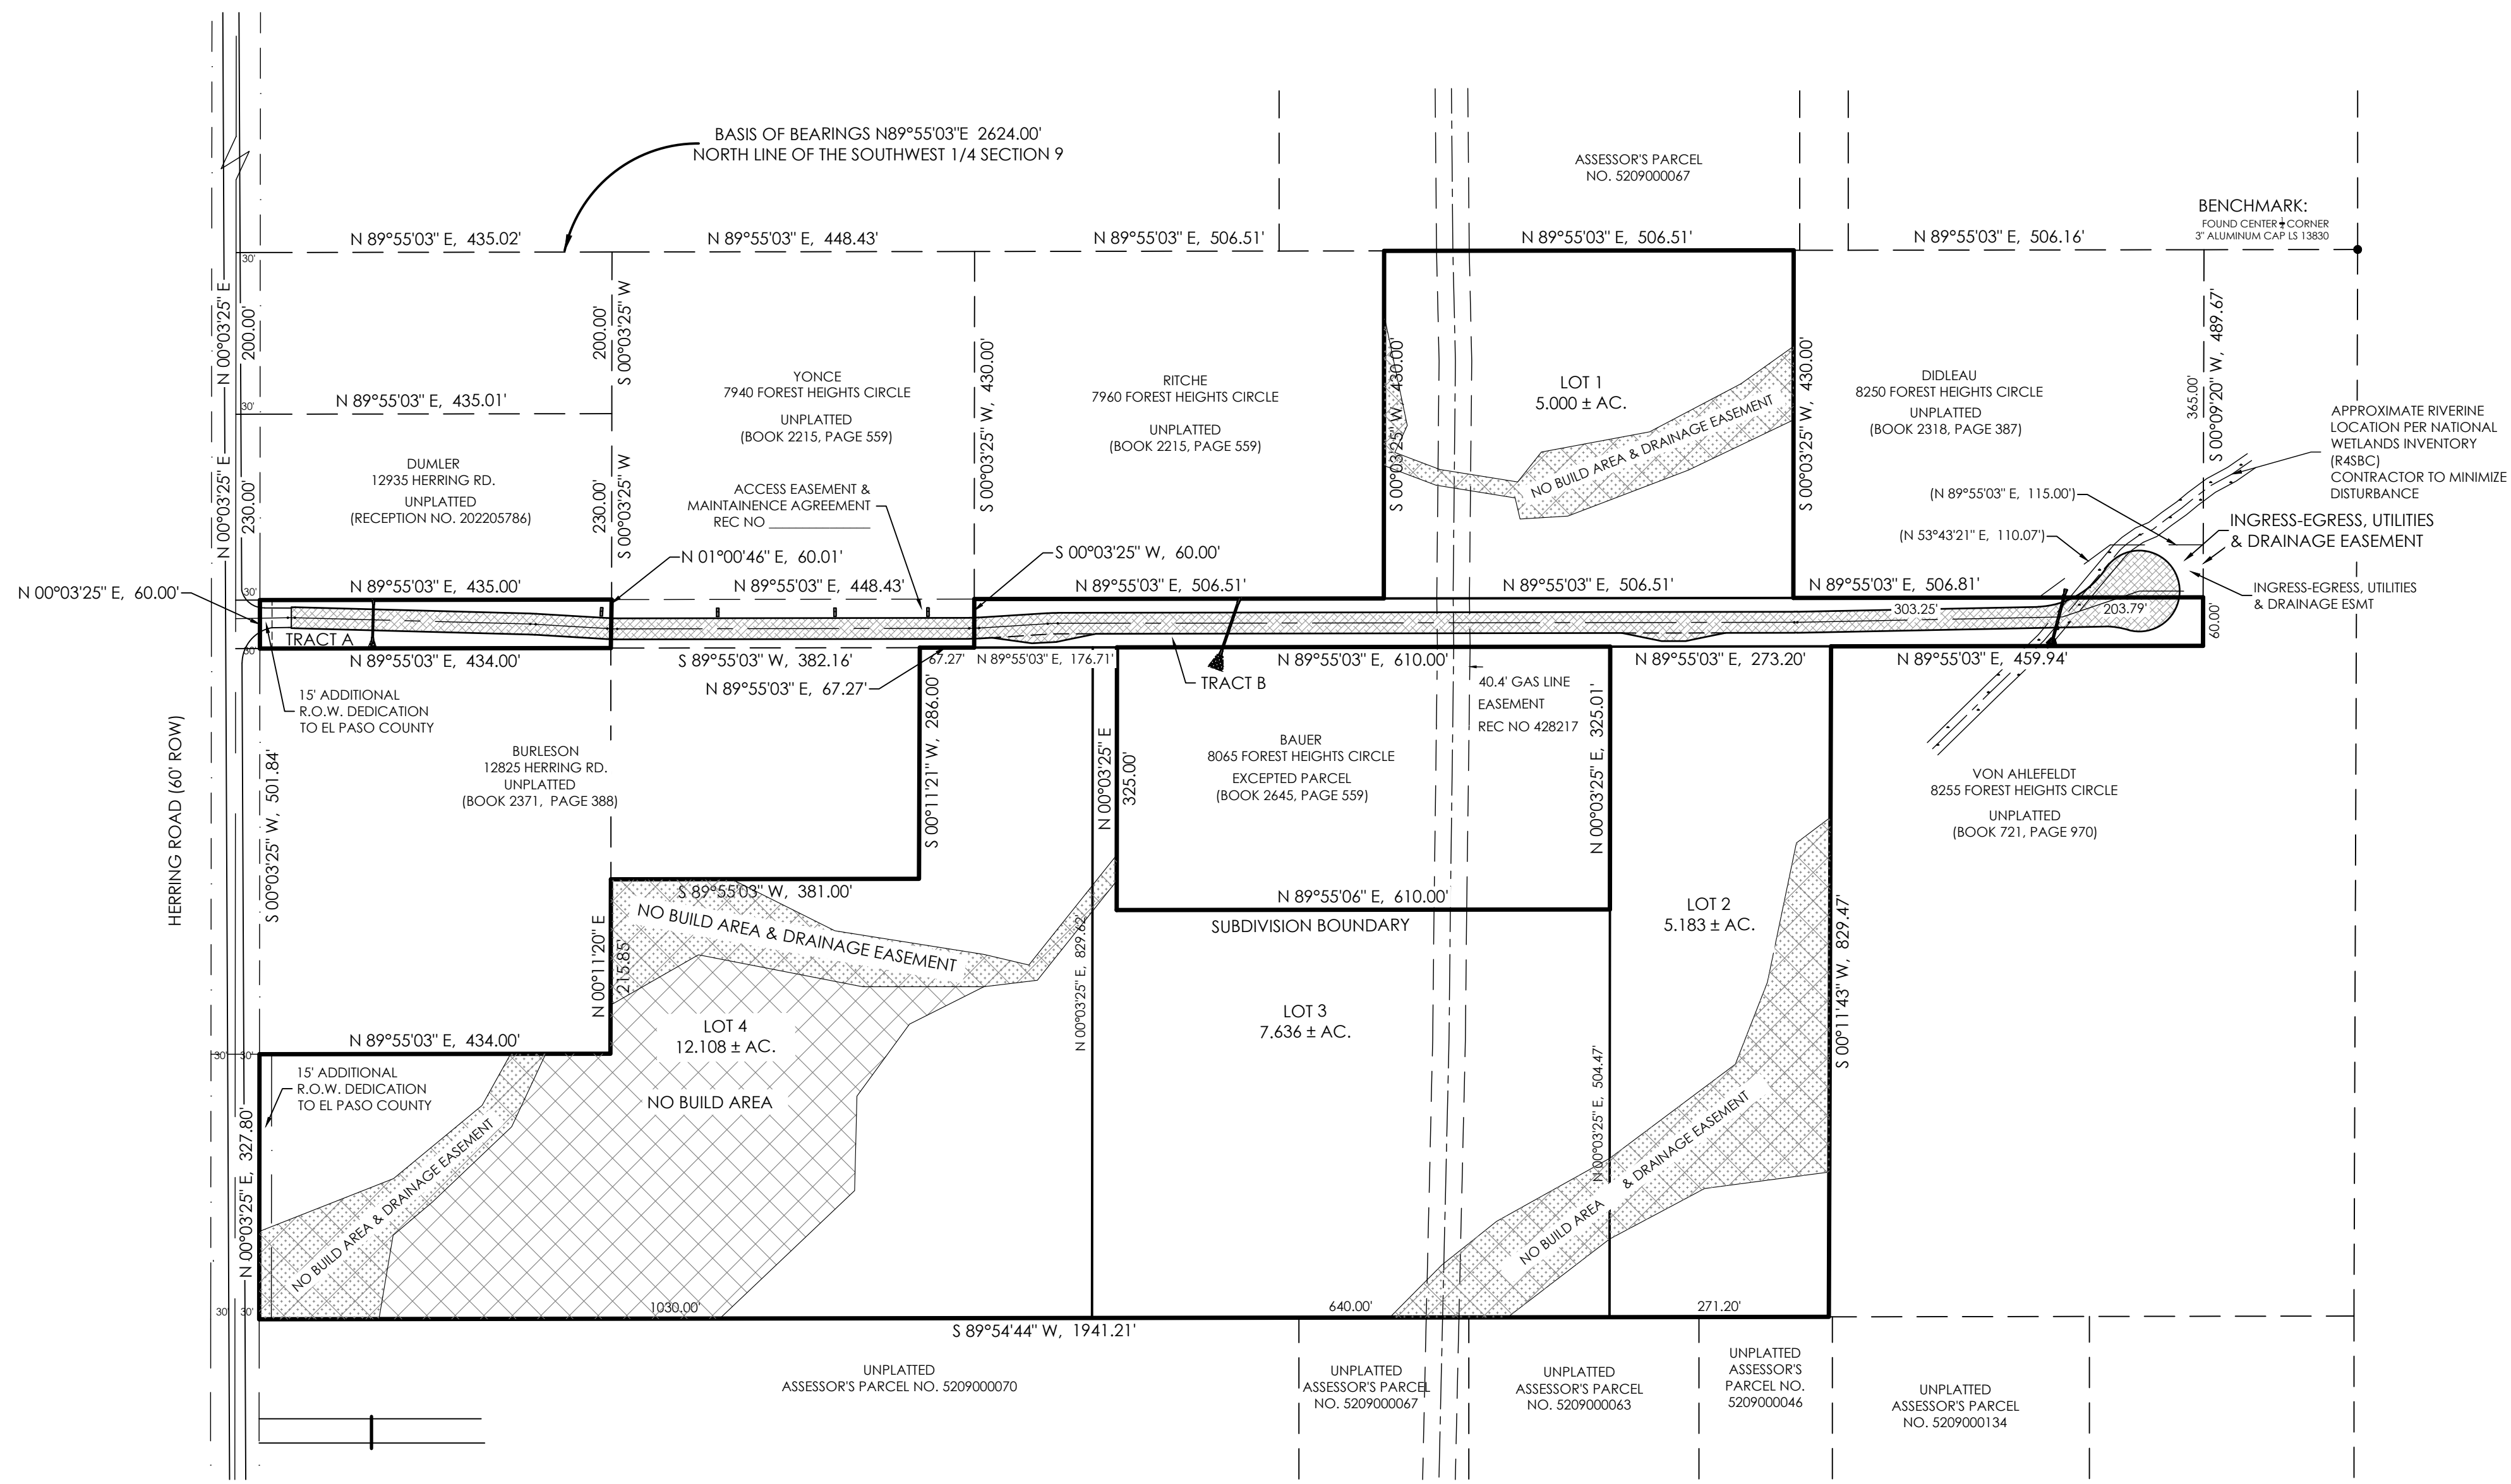 BASIS OF BEARINGS N89°55'03"E 2624.00'
NORTH LINE OF THE SOUTHWEST 1/4 SECTION 9
ASSESSOR'S PARCEL
NO. 5209000067
BENCHMARK:
FOUND CENTER 1/4 CORNER
3" ALUMINUM CAP LS 13830
N 89°55'03" E, 435.02'
N 89°55'03" E, 448.43'
N 89°55'03" E, 506.51'
N 89°55'03" E, 506.51'
N 89°55'03" E, 506.16'
30'
N 00°03'25" E
200.00'
200.00'
S 00°03'25" W
30'
N 89°55'03" E, 435.01'
N 00°03'25" E
230.00'
230.00'
S 00°03'25" W
DUMLER
12935 HERRING RD.
UNPLATTED
(RECEPTION NO. 202205786)
YONCE
7940 FOREST HEIGHTS CIRCLE
UNPLATTED
(BOOK 2215, PAGE 559)
ACCESS EASEMENT &
MAINTAINENCE AGREEMENT
REC NO ______________
S 00°03'25" W, 430.00'
RITCHE
7960 FOREST HEIGHTS CIRCLE
UNPLATTED
(BOOK 2215, PAGE 559)
S 00°03'25" W, 430.00'
LOT 1
5.000 ± AC.
NO BUILD AREA & DRAINAGE EASEMENT
S 00°03'25" W, 430.00'
DIDLEAU
8250 FOREST HEIGHTS CIRCLE
UNPLATTED
(BOOK 2318, PAGE 387)
365.00'
S 00°09'20" W, 489.67'
APPROXIMATE RIVERINE
LOCATION PER NATIONAL
WETLANDS INVENTORY
(R4SBC)
CONTRACTOR TO MINIMIZE
DISTURBANCE
(N 89°55'03" E, 115.00')
(N 53°43'21" E, 110.07')
INGRESS-EGRESS, UTILITIES
& DRAINAGE EASEMENT
INGRESS-EGRESS, UTILITIES
& DRAINAGE ESMT
N 01°00'46" E, 60.01'
S 00°03'25" W, 60.00'
N 00°03'25" E, 60.00'
30'
N 89°55'03" E, 435.00'
N 89°55'03" E, 448.43'
N 89°55'03" E, 506.51'
N 89°55'03" E, 506.51'
N 89°55'03" E, 506.81'
303.25'
203.79'
60.00'
TRACT A
30'
N 89°55'03" E, 434.00'
S 89°55'03" W, 382.16'
67.27'
N 89°55'03" E, 176.71'
N 89°55'03" E, 610.00'
N 89°55'03" E, 273.20'
N 89°55'03" E, 459.94'
N 89°55'03" E, 67.27'
TRACT B
40.4' GAS LINE
EASEMENT
REC NO 428217
15' ADDITIONAL
R.O.W. DEDICATION
TO EL PASO COUNTY
HERRING ROAD (60' ROW)
S 00°03'25" W, 501.84'
BURLESON
12825 HERRING RD.
UNPLATTED
(BOOK 2371, PAGE 388)
S 00°11'21" W, 286.00'
N 00°03'25" E
325.00'
BAUER
8065 FOREST HEIGHTS CIRCLE
EXCEPTED PARCEL
(BOOK 2645, PAGE 559)
N 00°03'25" E, 325.01'
VON AHLEFELDT
8255 FOREST HEIGHTS CIRCLE
UNPLATTED
(BOOK 721, PAGE 970)
S 89°55'03" W, 381.00'
NO BUILD AREA & DRAINAGE EASEMENT
N 89°55'06" E, 610.00'
SUBDIVISION BOUNDARY
LOT 2
5.183 ± AC.
N 00°11'20" E
215.85'
N 00°03'25" E, 829.62'
S 00°11'43" W, 829.47'
LOT 4
12.108 ± AC.
LOT 3
7.636 ± AC.
N 89°55'03" E, 434.00'
30'
30'
15' ADDITIONAL
R.O.W. DEDICATION
TO EL PASO COUNTY
NO BUILD AREA
N 00°03'25" E, 504.47'
N 00°03'25" E, 327.80'
NO BUILD AREA & DRAINAGE EASEMENT
NO BUILD AREA & DRAINAGE EASEMENT
30'
30'
1030.00'
640.00'
271.20'
S 89°54'44" W, 1941.21'
UNPLATTED
ASSESSOR'S PARCEL NO. 5209000070
UNPLATTED
ASSESSOR'S PARCEL
NO. 5209000067
UNPLATTED
ASSESSOR'S PARCEL
NO. 5209000063
UNPLATTED
ASSESSOR'S
PARCEL NO.
5209000046
UNPLATTED
ASSESSOR'S PARCEL
NO. 5209000134